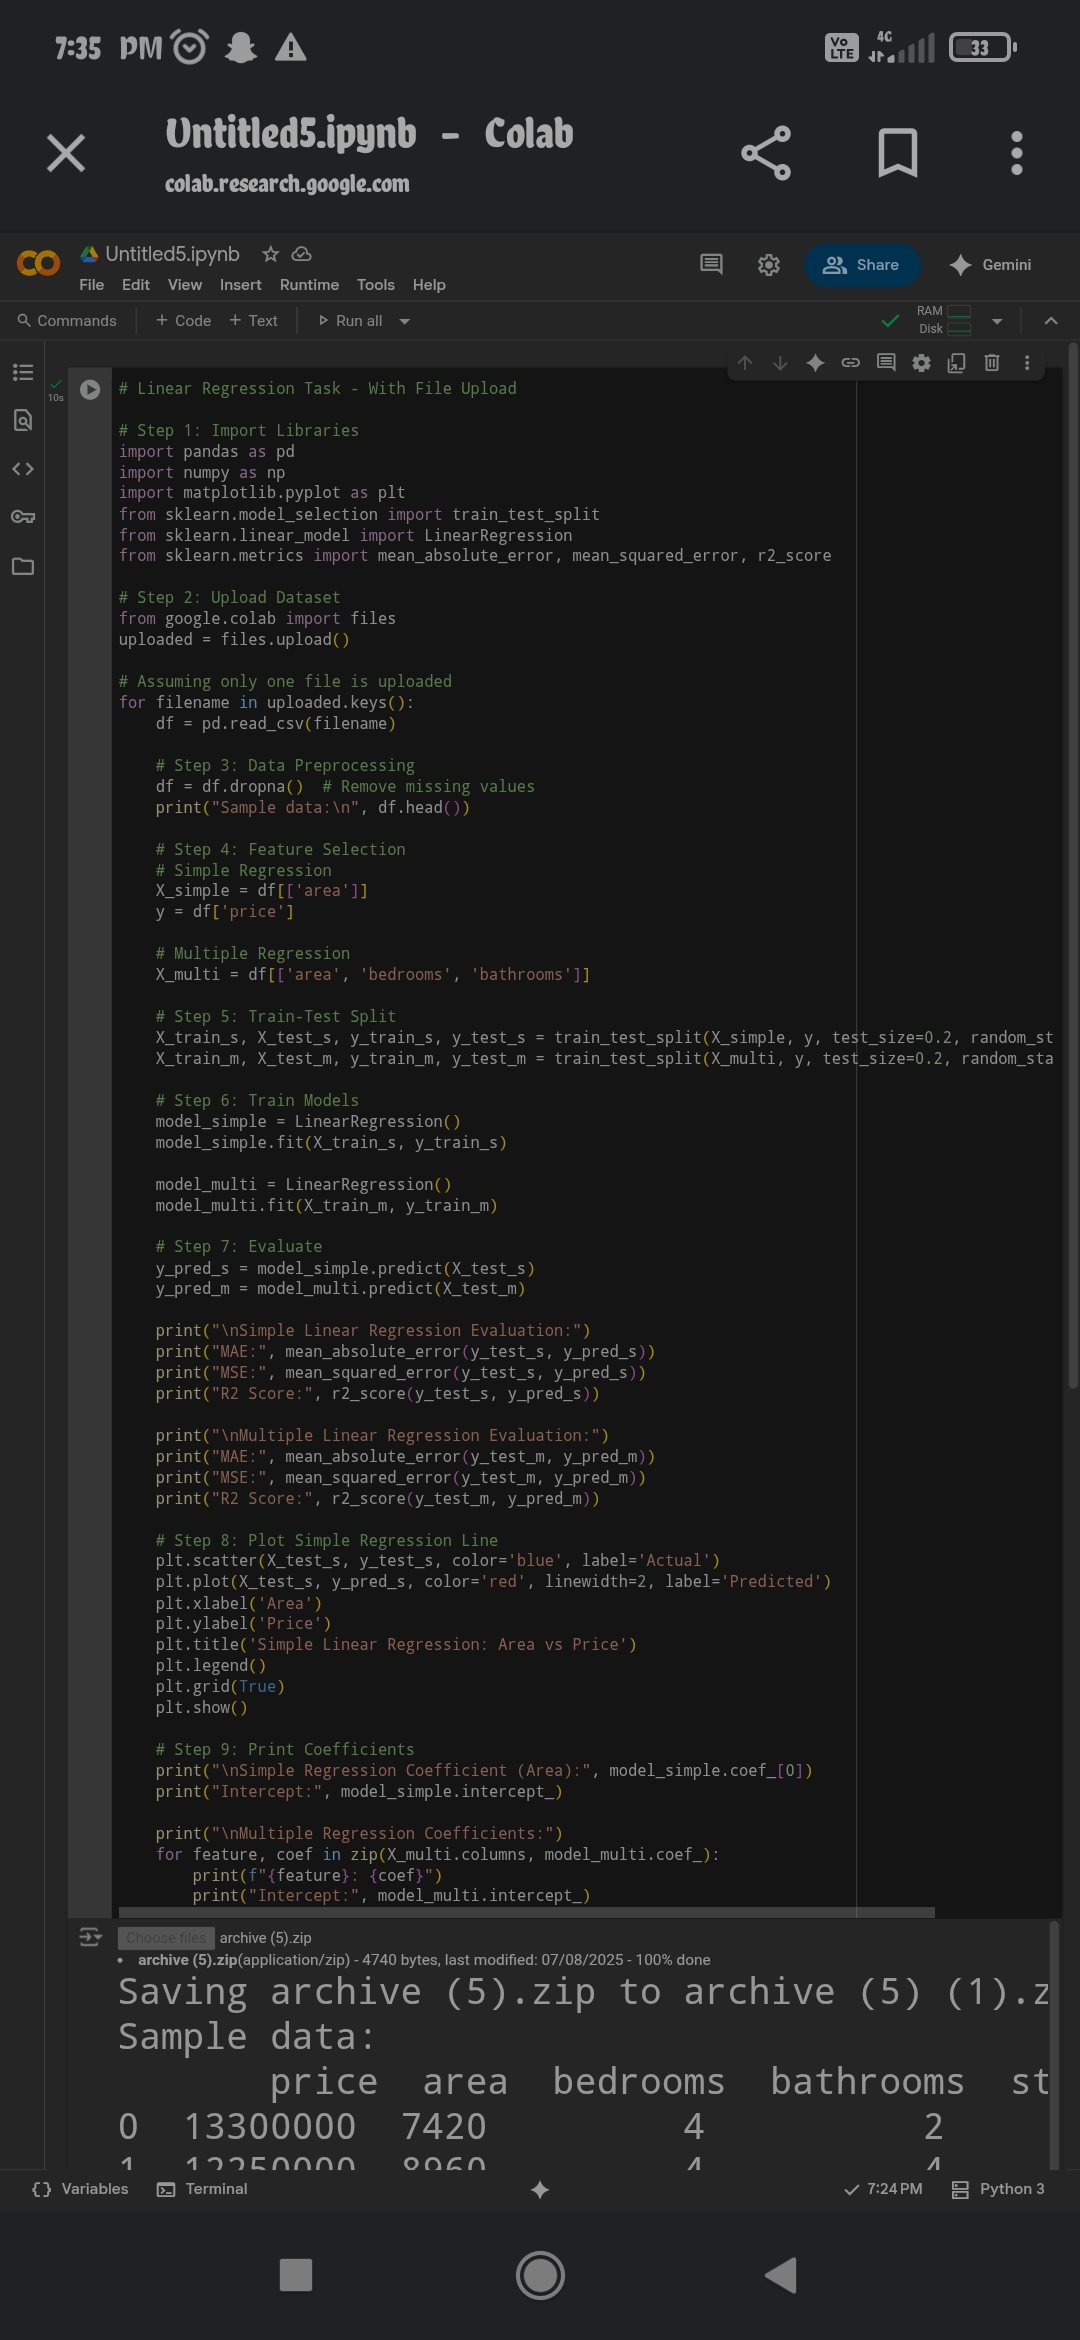 7:35 PM
Vo LTE 4G 33
Untitled5.ipynb - Colab
colab.research.google.com
Untitled5.ipynb
File Edit View Insert Runtime Tools Help
Share Gemini
Commands + Code + Text Run all
RAM
Disk
10s
# Linear Regression Task - With File Upload
# Step 1: Import Libraries
import pandas as pd
import numpy as np
import matplotlib.pyplot as plt
from sklearn.model_selection import train_test_split
from sklearn.linear_model import LinearRegression
from sklearn.metrics import mean_absolute_error, mean_squared_error, r2_score
# Step 2: Upload Dataset
from google.colab import files
uploaded = files.upload()
# Assuming only one file is uploaded
for filename in uploaded.keys():
    df = pd.read_csv(filename)
    # Step 3: Data Preprocessing
    df = df.dropna()  # Remove missing values
    print("Sample data:\n", df.head())
    # Step 4: Feature Selection
    # Simple Regression
    X_simple = df[['area']]
    y = df['price']
    # Multiple Regression
    X_multi = df[['area', 'bedrooms', 'bathrooms']]
    # Step 5: Train-Test Split
    X_train_s, X_test_s, y_train_s, y_test_s = train_test_split(X_simple, y, test_size=0.2, random_st
    X_train_m, X_test_m, y_train_m, y_test_m = train_test_split(X_multi, y, test_size=0.2, random_sta
    # Step 6: Train Models
    model_simple = LinearRegression()
    model_simple.fit(X_train_s, y_train_s)
    model_multi = LinearRegression()
    model_multi.fit(X_train_m, y_train_m)
    # Step 7: Evaluate
    y_pred_s = model_simple.predict(X_test_s)
    y_pred_m = model_multi.predict(X_test_m)
    print("\nSimple Linear Regression Evaluation:")
    print("MAE:", mean_absolute_error(y_test_s, y_pred_s))
    print("MSE:", mean_squared_error(y_test_s, y_pred_s))
    print("R2 Score:", r2_score(y_test_s, y_pred_s))
    print("\nMultiple Linear Regression Evaluation:")
    print("MAE:", mean_absolute_error(y_test_m, y_pred_m))
    print("MSE:", mean_squared_error(y_test_m, y_pred_m))
    print("R2 Score:", r2_score(y_test_m, y_pred_m))
    # Step 8: Plot Simple Regression Line
    plt.scatter(X_test_s, y_test_s, color='blue', label='Actual')
    plt.plot(X_test_s, y_pred_s, color='red', linewidth=2, label='Predicted')
    plt.xlabel('Area')
    plt.ylabel('Price')
    plt.title('Simple Linear Regression: Area vs Price')
    plt.legend()
    plt.grid(True)
    plt.show()
    # Step 9: Print Coefficients
    print("\nSimple Regression Coefficient (Area):", model_simple.coef_[0])
    print("Intercept:", model_simple.intercept_)
    print("\nMultiple Regression Coefficients:")
    for feature, coef in zip(X_multi.columns, model_multi.coef_):
        print(f"{feature}: {coef}")
        print("Intercept:", model_multi.intercept_)
Choose files archive (5).zip
• archive (5).zip(application/zip) - 4740 bytes, last modified: 07/08/2025 - 100% done
Saving archive (5).zip to archive (5) (1).z
Sample data:
price area bedrooms bathrooms st
0 13300000 7420 4 2
1 12250000 8960 4 4
Variables Terminal 7:24 PM Python 3